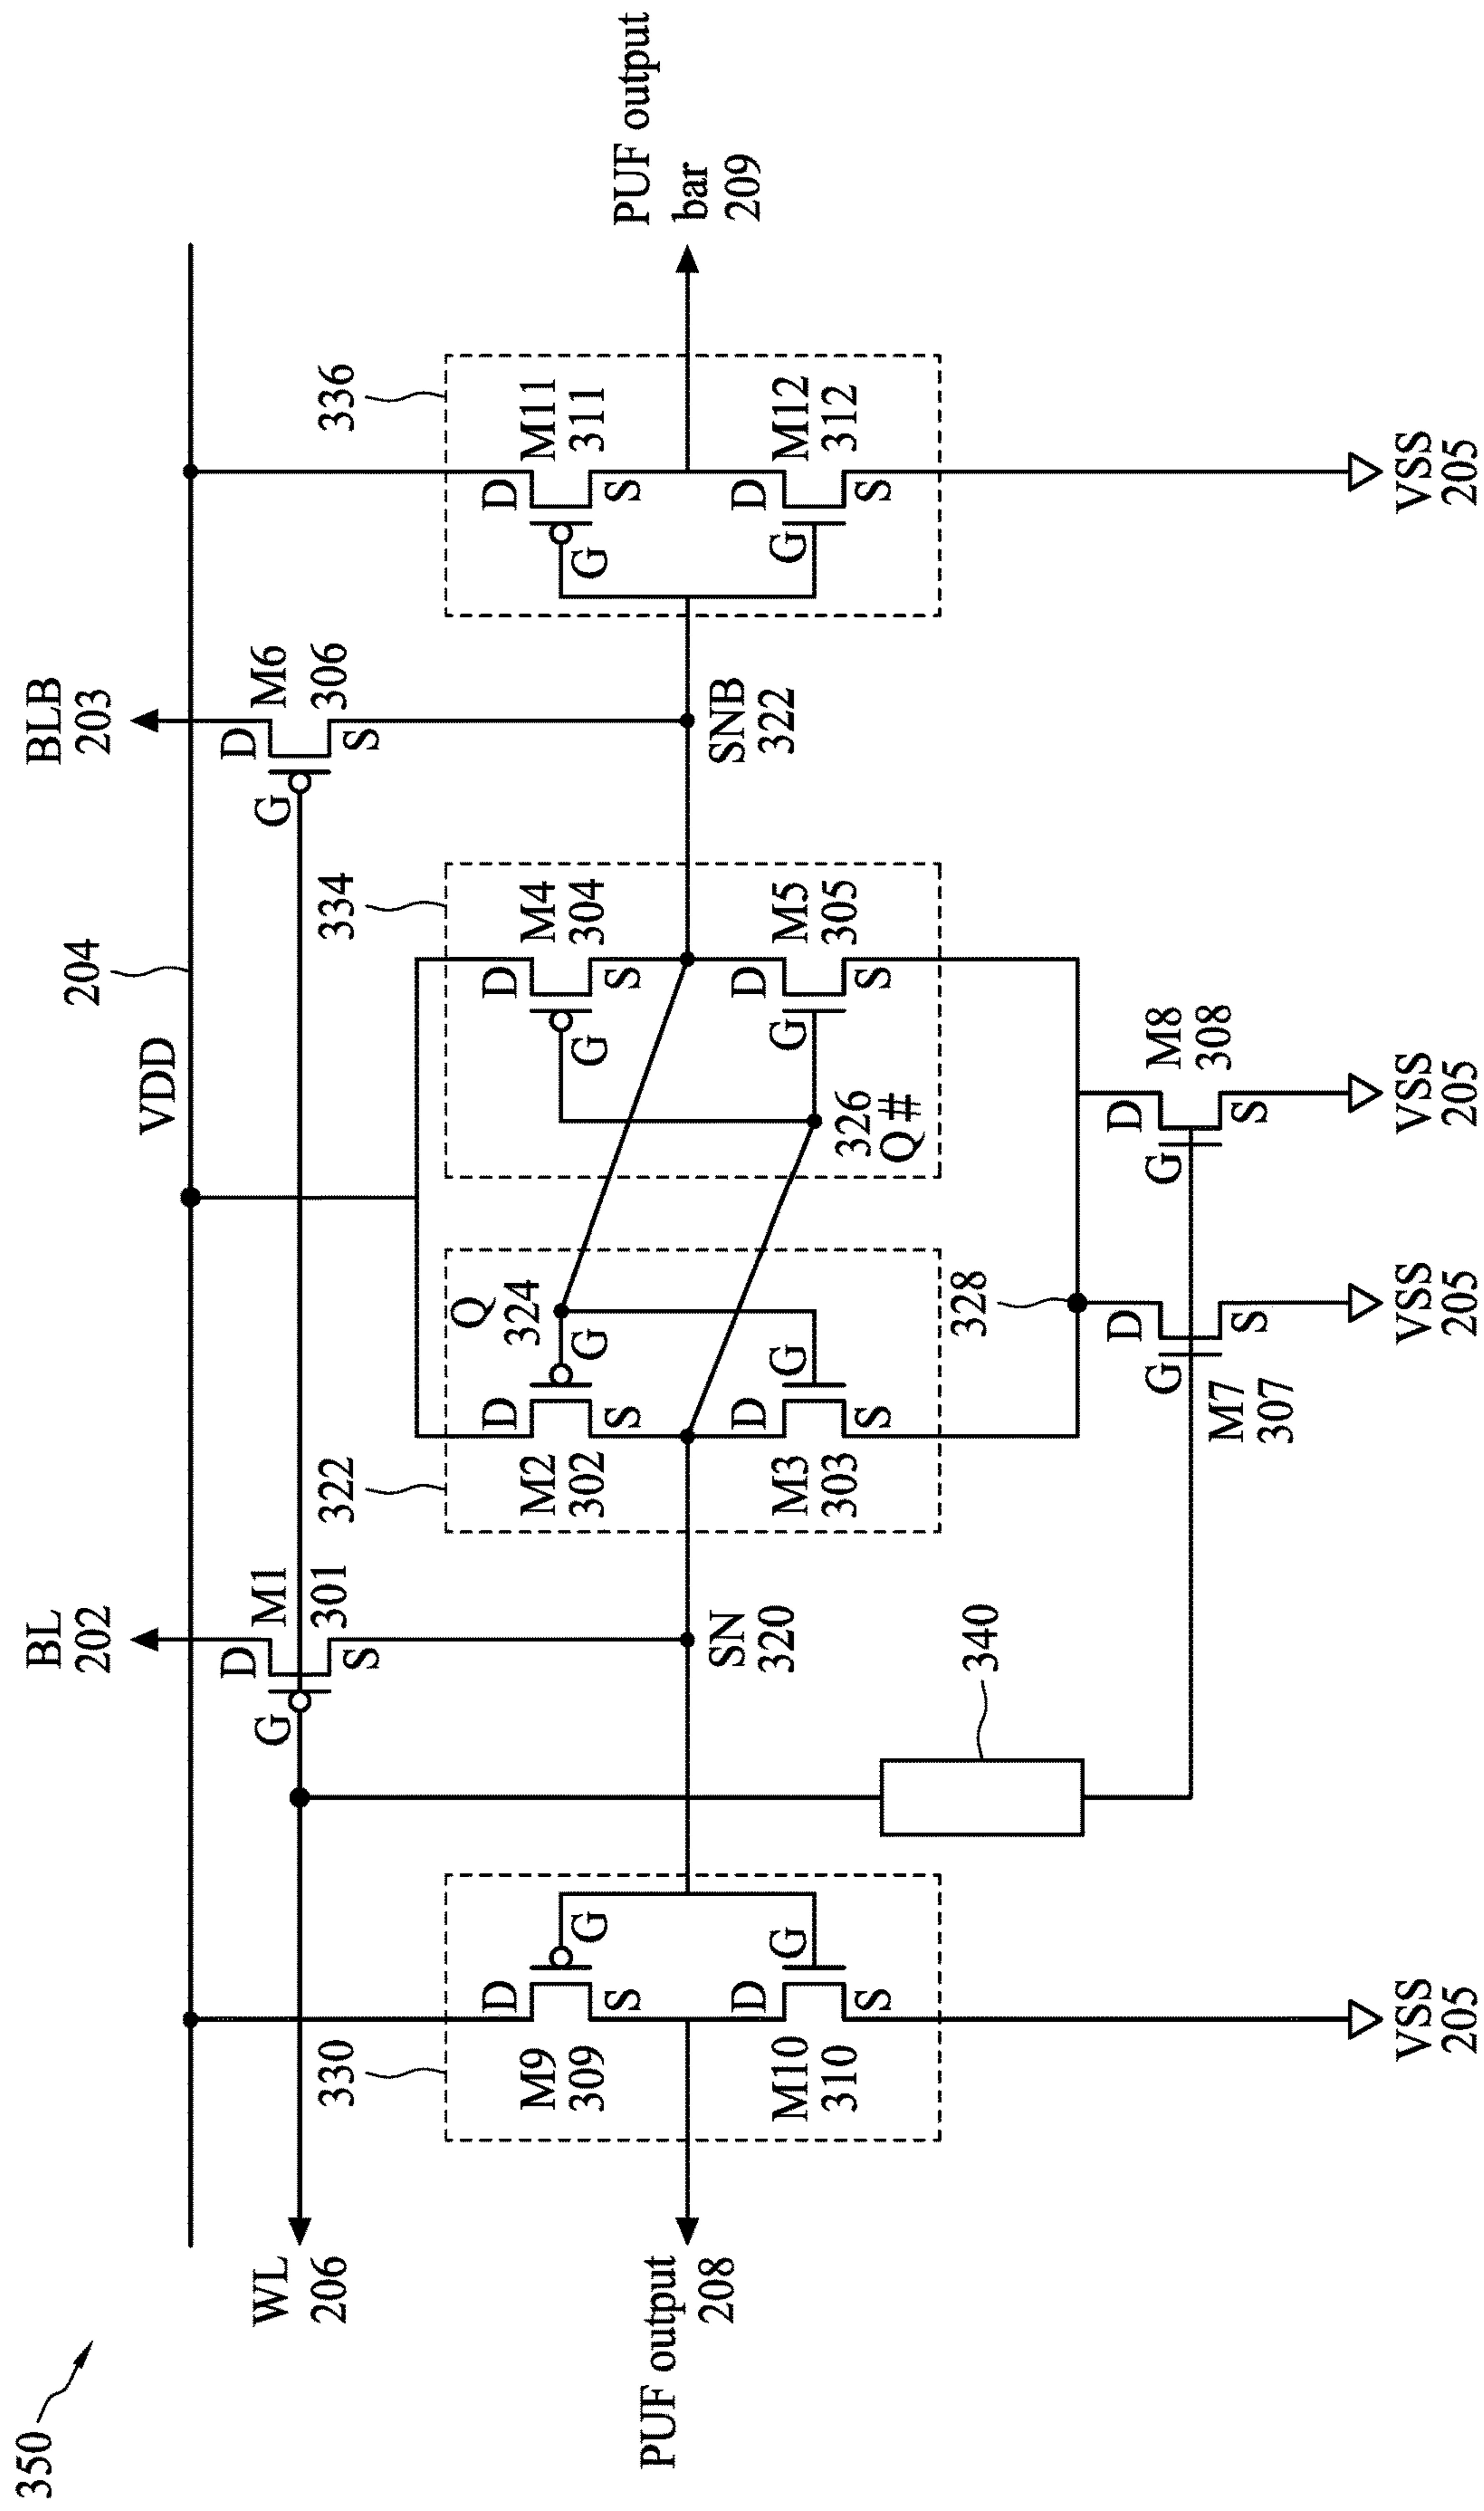 350
BL
202
BLB
203
204
VDD
WL
206
G
D
S
M1
301
G
D
S
M6
306
330
322
334
336
D
S
G
M9
309
D
S
G
M10
310
D
S
G
M2
302
D
S
G
M3
303
Q
324
D
S
G
M4
304
D
S
G
M5
305
326
Q#
D
S
G
M11
311
D
S
G
M12
312
PUF output
208
SN
320
SNB
322
PUF output
bar
209
340
328
G
D
S
M7
307
G
D
S
M8
308
VSS
205
VSS
205
VSS
205
VSS
205